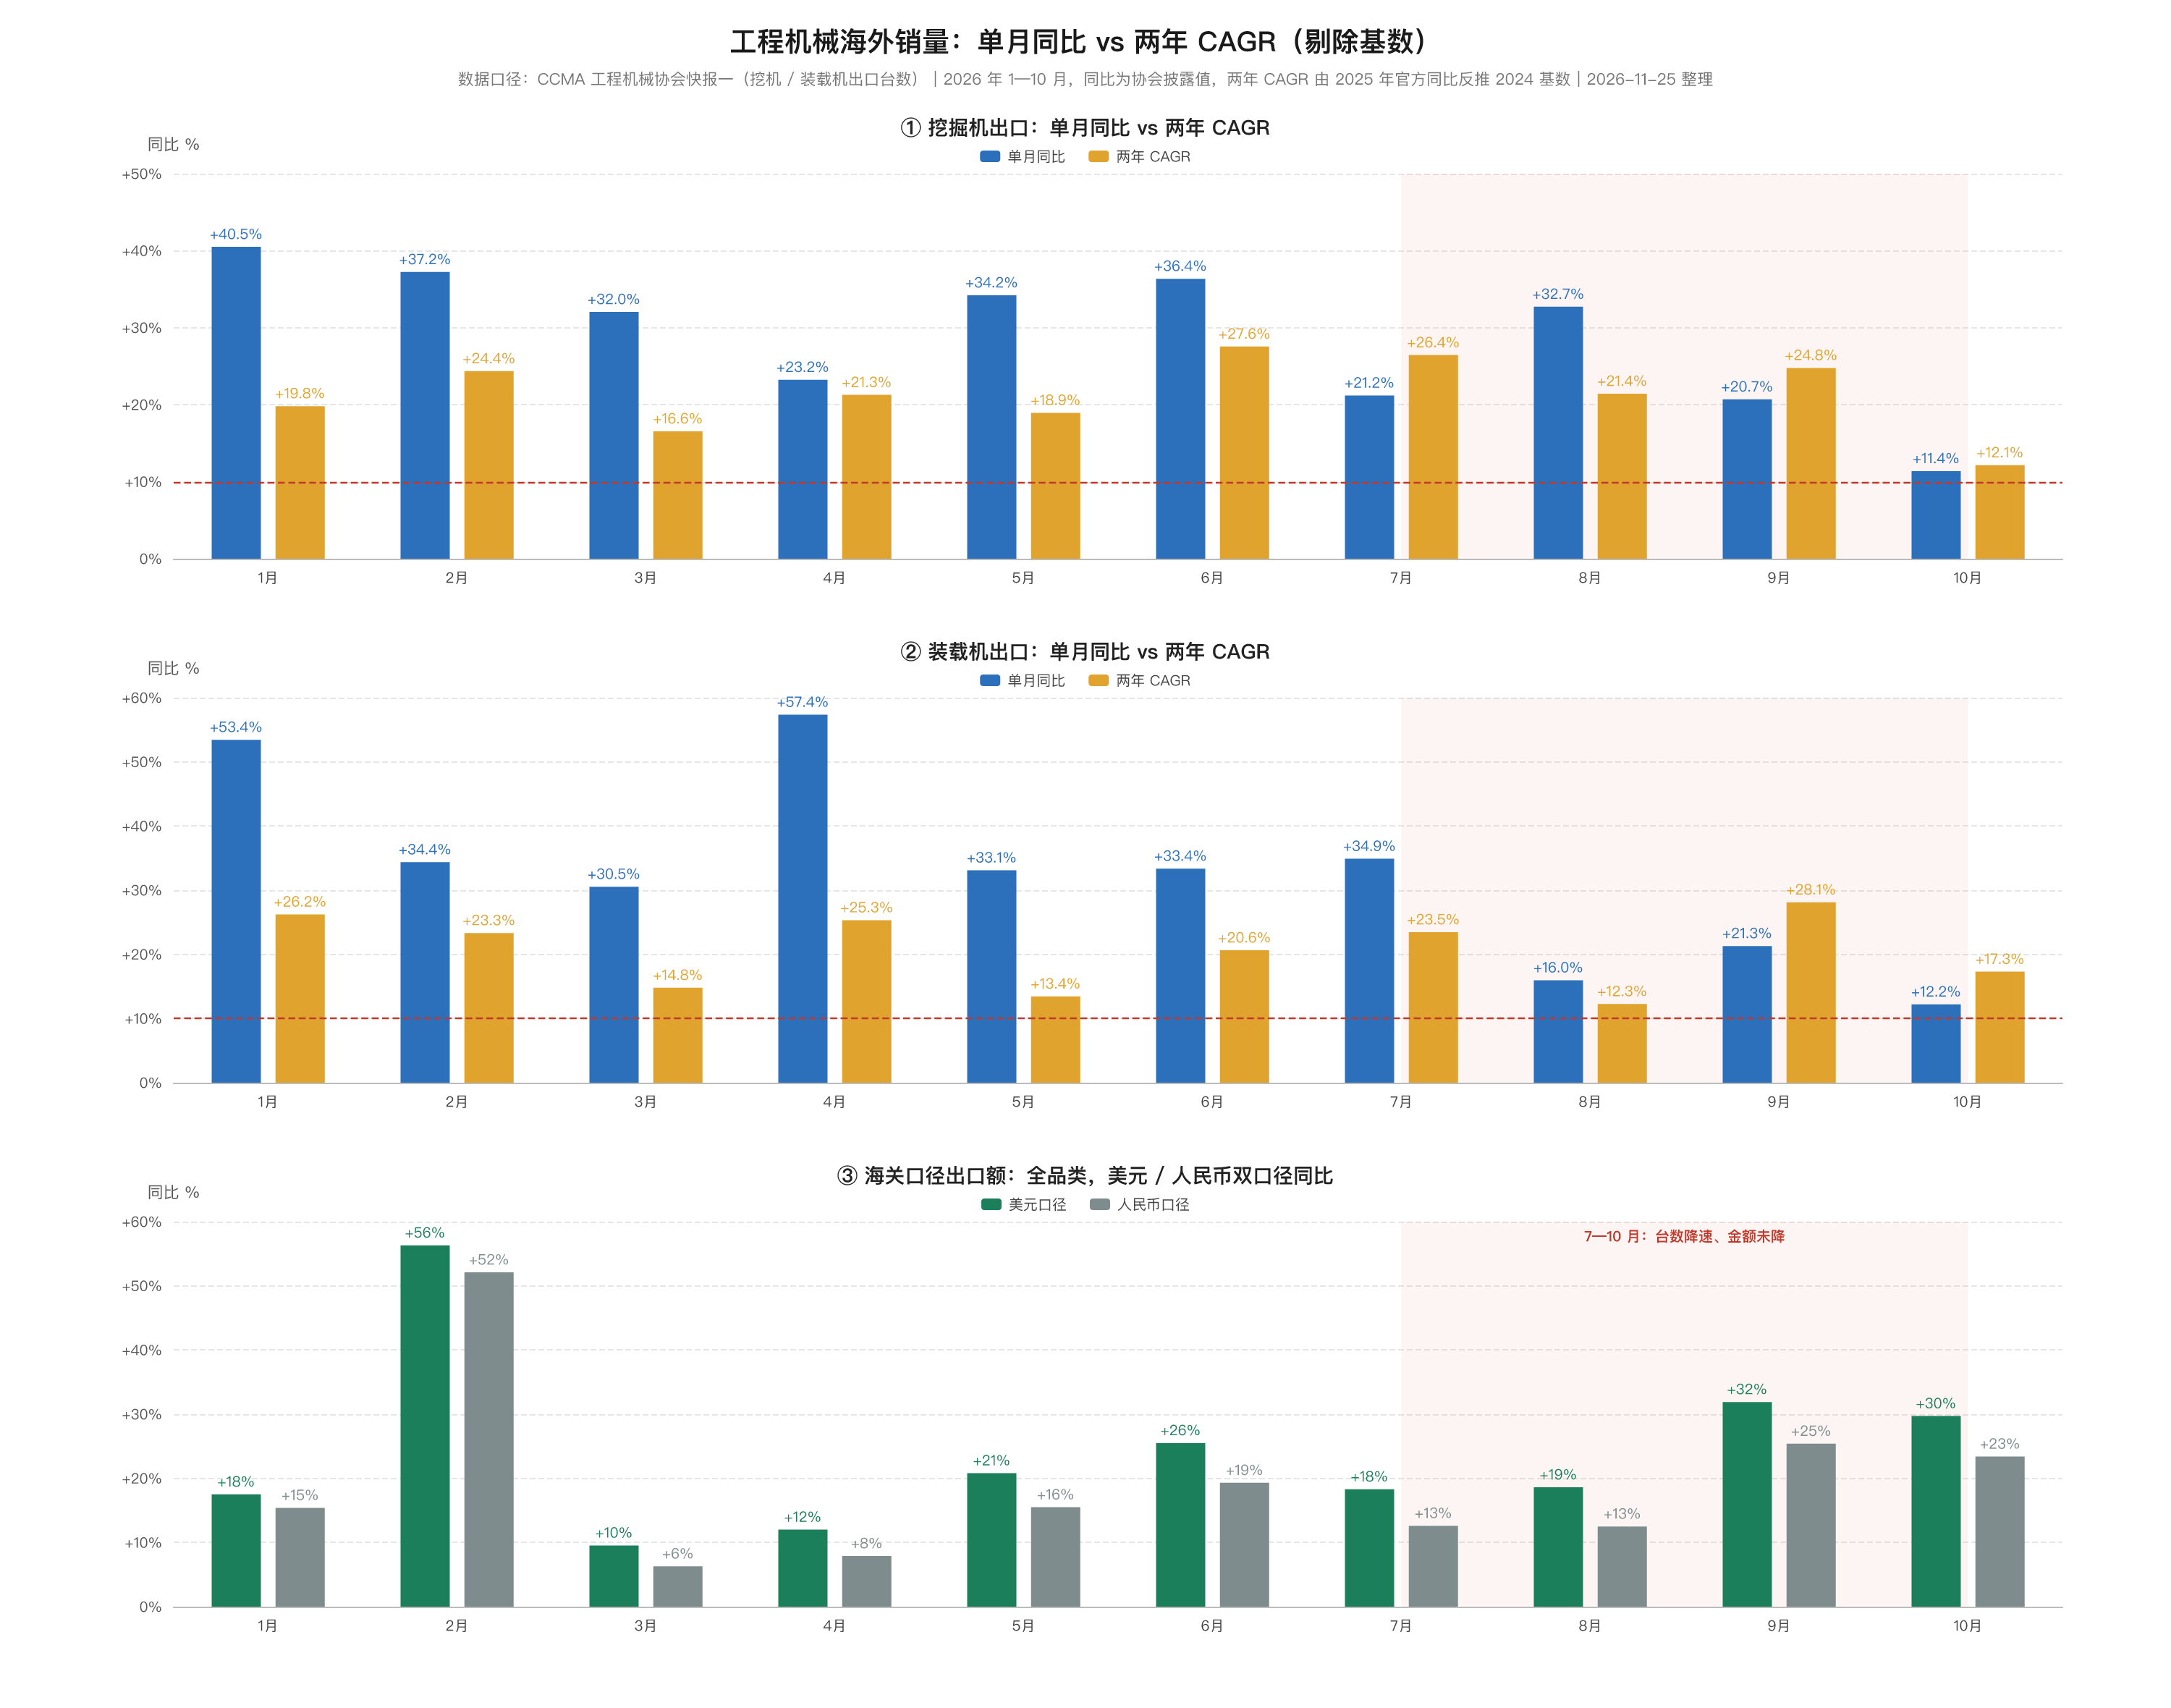 工程机械海外销量：单月同比 vs 两年 CAGR（剔除基数）
数据口径：CCMA 工程机械协会快报一（挖机 / 装载机出口台数）｜2026 年 1—10 月，同比为协会披露值，两年 CAGR 由 2025 年官方同比反推 2024 基数｜2026-11-25 整理
① 挖掘机出口：单月同比 vs 两年 CAGR
同比 %
单月同比 两年 CAGR
+50%
+40%
+30%
+20%
+10%
0%
+40.5% +37.2% +32.0% +23.2% +34.2% +36.4% +21.2% +32.7% +20.7% +11.4%
+19.8% +24.4% +16.6% +21.3% +18.9% +27.6% +26.4% +21.4% +24.8% +12.1%
1月 2月 3月 4月 5月 6月 7月 8月 9月 10月
② 装载机出口：单月同比 vs 两年 CAGR
同比 %
单月同比 两年 CAGR
+60%
+50%
+40%
+30%
+20%
+10%
0%
+53.4% +34.4% +30.5% +57.4% +33.1% +33.4% +34.9% +16.0% +21.3% +12.2%
+26.2% +23.3% +14.8% +25.3% +13.4% +20.6% +23.5% +12.3% +28.1% +17.3%
1月 2月 3月 4月 5月 6月 7月 8月 9月 10月
③ 海关口径出口额：全品类，美元 / 人民币双口径同比
同比 %
美元口径 人民币口径
7—10 月：台数降速、金额未降
+60%
+50%
+40%
+30%
+20%
+10%
0%
+18% +56% +10% +12% +21% +26% +18% +19% +32% +30%
+15% +52% +6% +8% +16% +19% +13% +13% +25% +23%
1月 2月 3月 4月 5月 6月 7月 8月 9月 10月